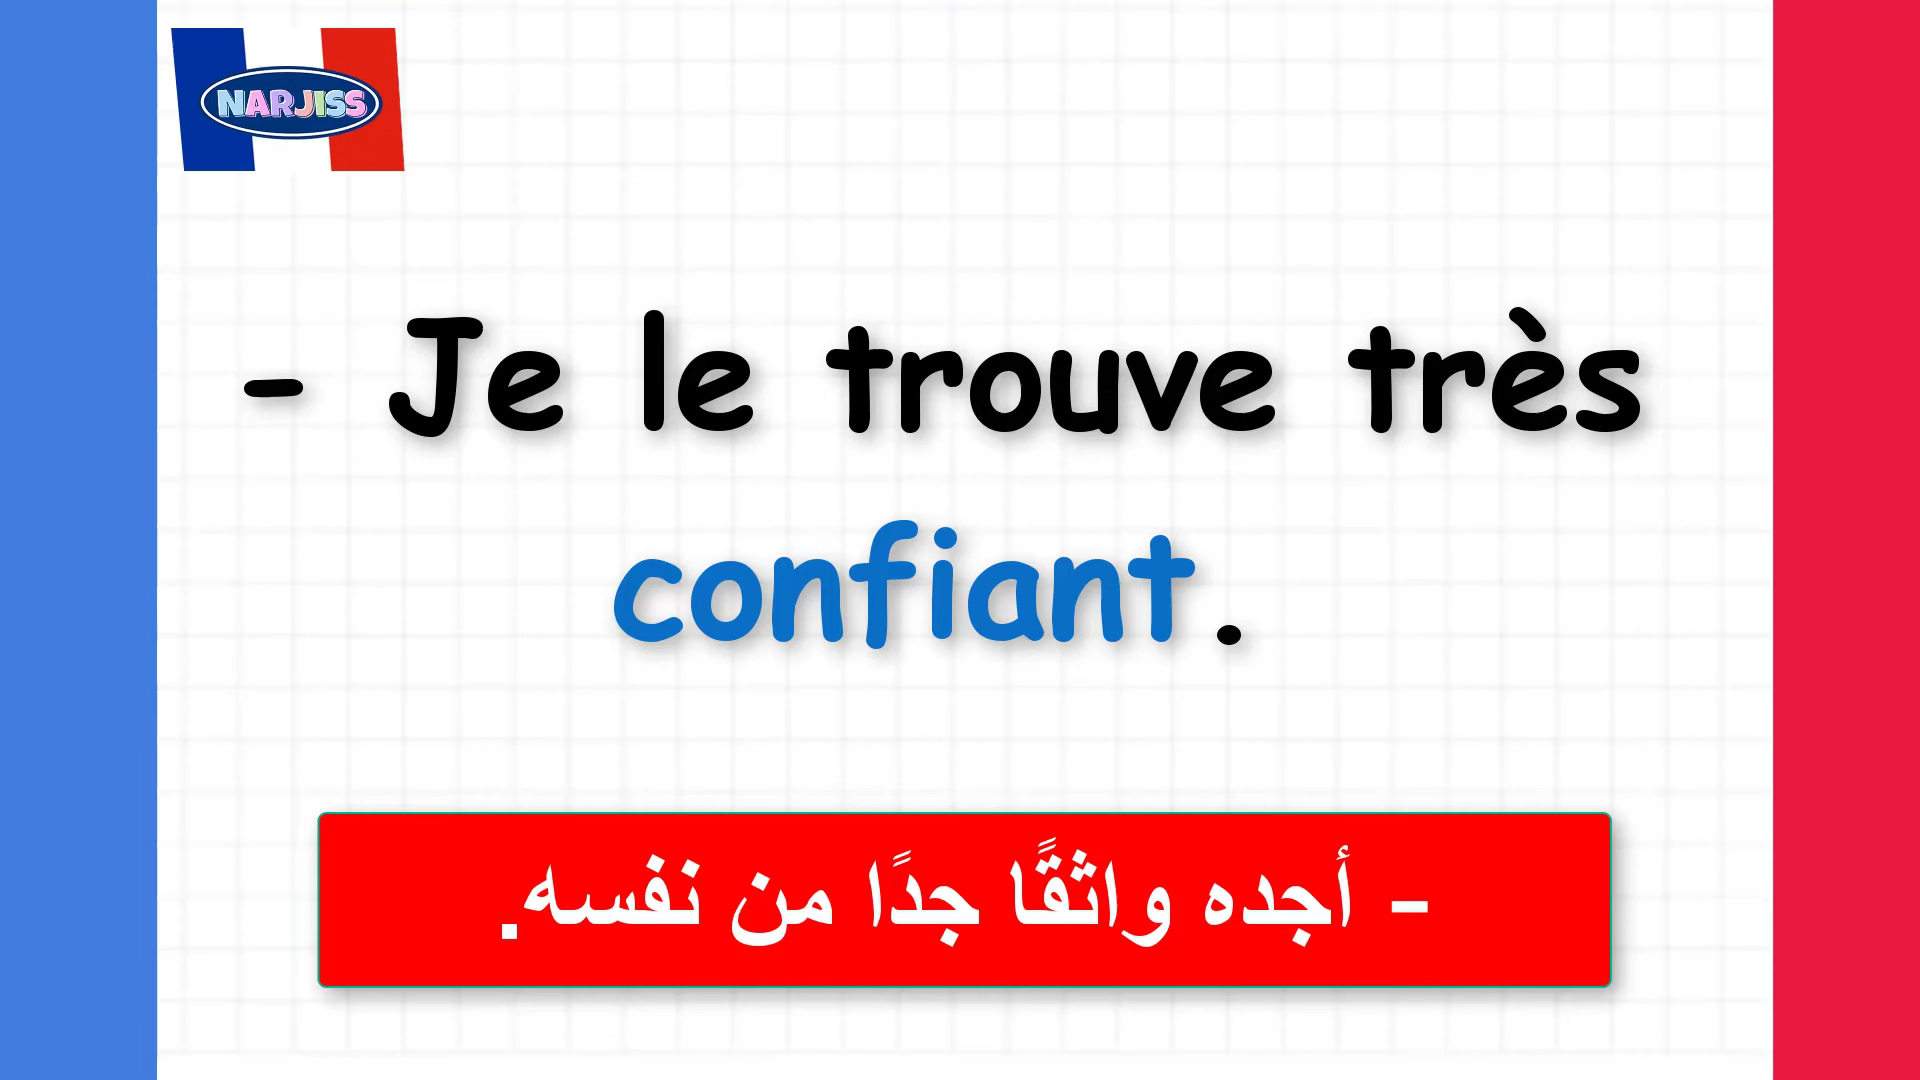 NARJISS
- Je le trouve très
confiant.
- أجده واثقًا جدًا من نفسه.